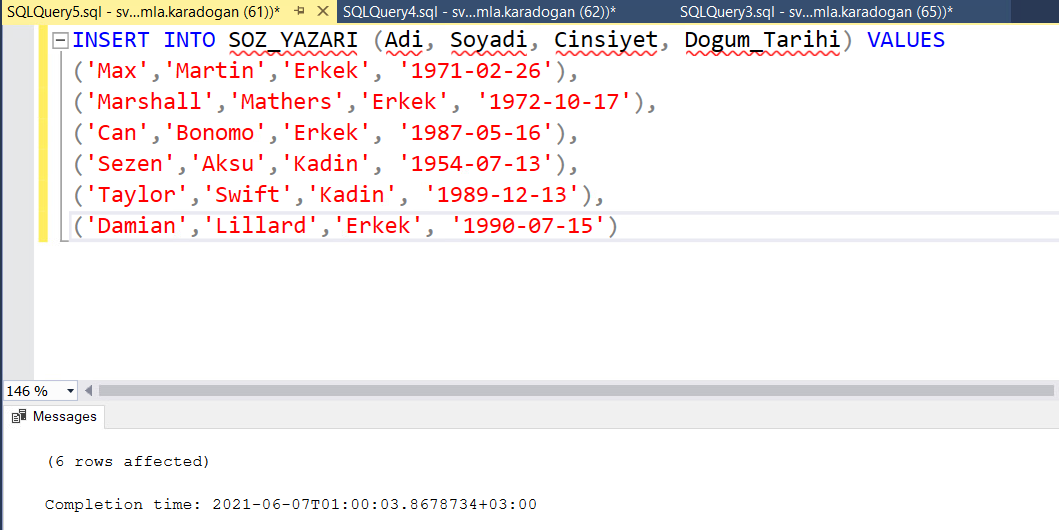 SQLQuery5.sql - sv...mla.karadogan (61))* SQLQuery4.sql - sv...mla.karadogan (62))* SQLQuery3.sql - sv...mla.karadogan (65))*
INSERT INTO SOZ_YAZARI (Adi, Soyadi, Cinsiyet, Dogum_Tarihi) VALUES
('Max','Martin','Erkek', '1971-02-26'),
('Marshall','Mathers','Erkek', '1972-10-17'),
('Can','Bonomo','Erkek', '1987-05-16'),
('Sezen','Aksu','Kadin', '1954-07-13'),
('Taylor','Swift','Kadin', '1989-12-13'),
('Damian','Lillard','Erkek', '1990-07-15')
146 %
Messages
(6 rows affected)
Completion time: 2021-06-07T01:00:03.8678734+03:00